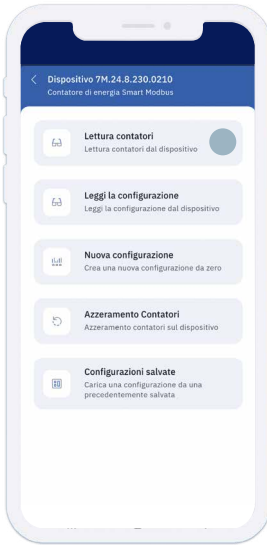 Dispositivo 7M.24.8.230.0210
Contatore di energia Smart Modbus
Lettura contatori
Lettura contatori dal dispositivo
Leggi la configurazione
Leggi la configurazione dal dispositivo
Nuova configurazione
Crea una nuova configurazione da zero
Azzeramento Contatori
Azzeramento contatori sul dispositivo
Configurazioni salvate
Carica una configurazione da una
precedentemente salvata